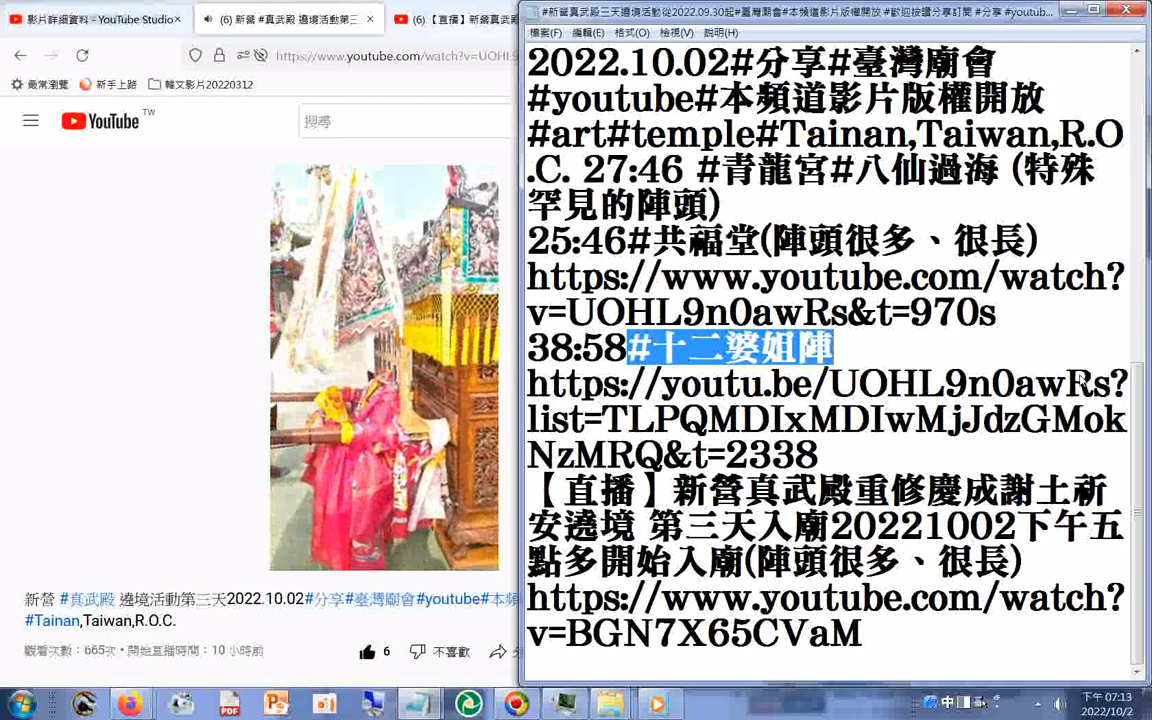 影片詳細資料 - YouTube Studio
(6) 新營 #真武殿 遶境活動第三
(6)【直播】新營真武殿
https://www.youtube.com/watch?v=UOHL9
最常瀏覽
新手上路
韓文影片20220312
YouTube TW
搜尋
新營 #真武殿 遶境活動第三天2022.10.02#分享#臺灣廟會#youtube#本頻
#Tainan,Taiwan,R.O.C.
觀看次數：665次 • 開始直播時間：10 小時前
6
不喜歡
#新營真武殿三天遶境活動從2022.09.30起#臺灣廟會#本頻道影片版權開放 #歡迎按讚分享訂閱 #分享 #youtub...
檔案(F) 編輯(E) 格式(O) 檢視(V) 說明(H)
2022.10.02#分享#臺灣廟會
#youtube#本頻道影片版權開放
#art#temple#Tainan,Taiwan,R.O
.C. 27:46 #青龍宮#八仙過海 (特殊
罕見的陣頭)
25:46#共福堂(陣頭很多、很長)
https://www.youtube.com/watch?
v=UOHL9n0awRs&t=970s
38:58#十二婆姐陣
https://youtu.be/UOHL9n0awRs?
list=TLPQMDIxMDIwMjJdzGMok
NzMRQ&t=2338
【直播】新營真武殿重修慶成謝土祈
安遶境 第三天入廟20221002下午五
點多開始入廟(陣頭很多、很長)
https://www.youtube.com/watch?
v=BGN7X65CVaM
中
下午 07:13
2022/10/2